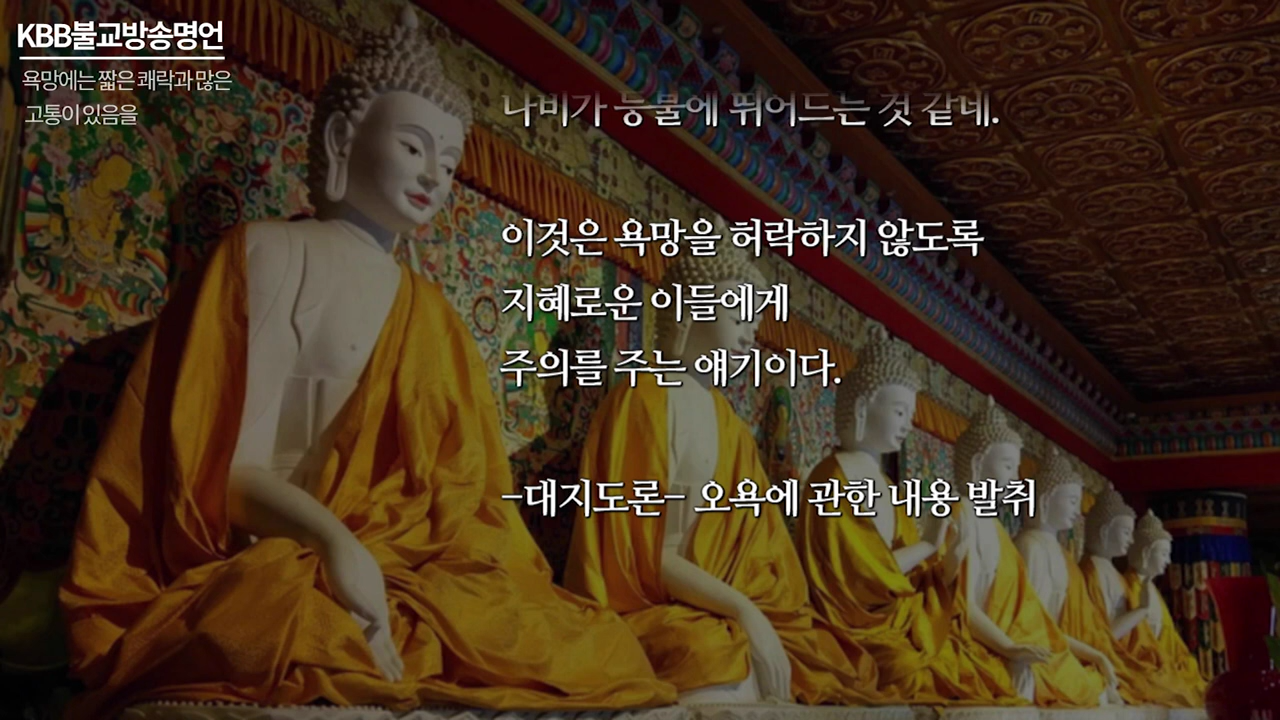 KBB불교방송명언
욕망에는 짧은 쾌락과 많은
고통이 있음을
나비가 등불에 뛰어드는 것 같네.
이것은 욕망을 허락하지 않도록
지혜로운 이들에게
주의를 주는 얘기이다.
-대지도론- 오욕에 관한 내용 발취